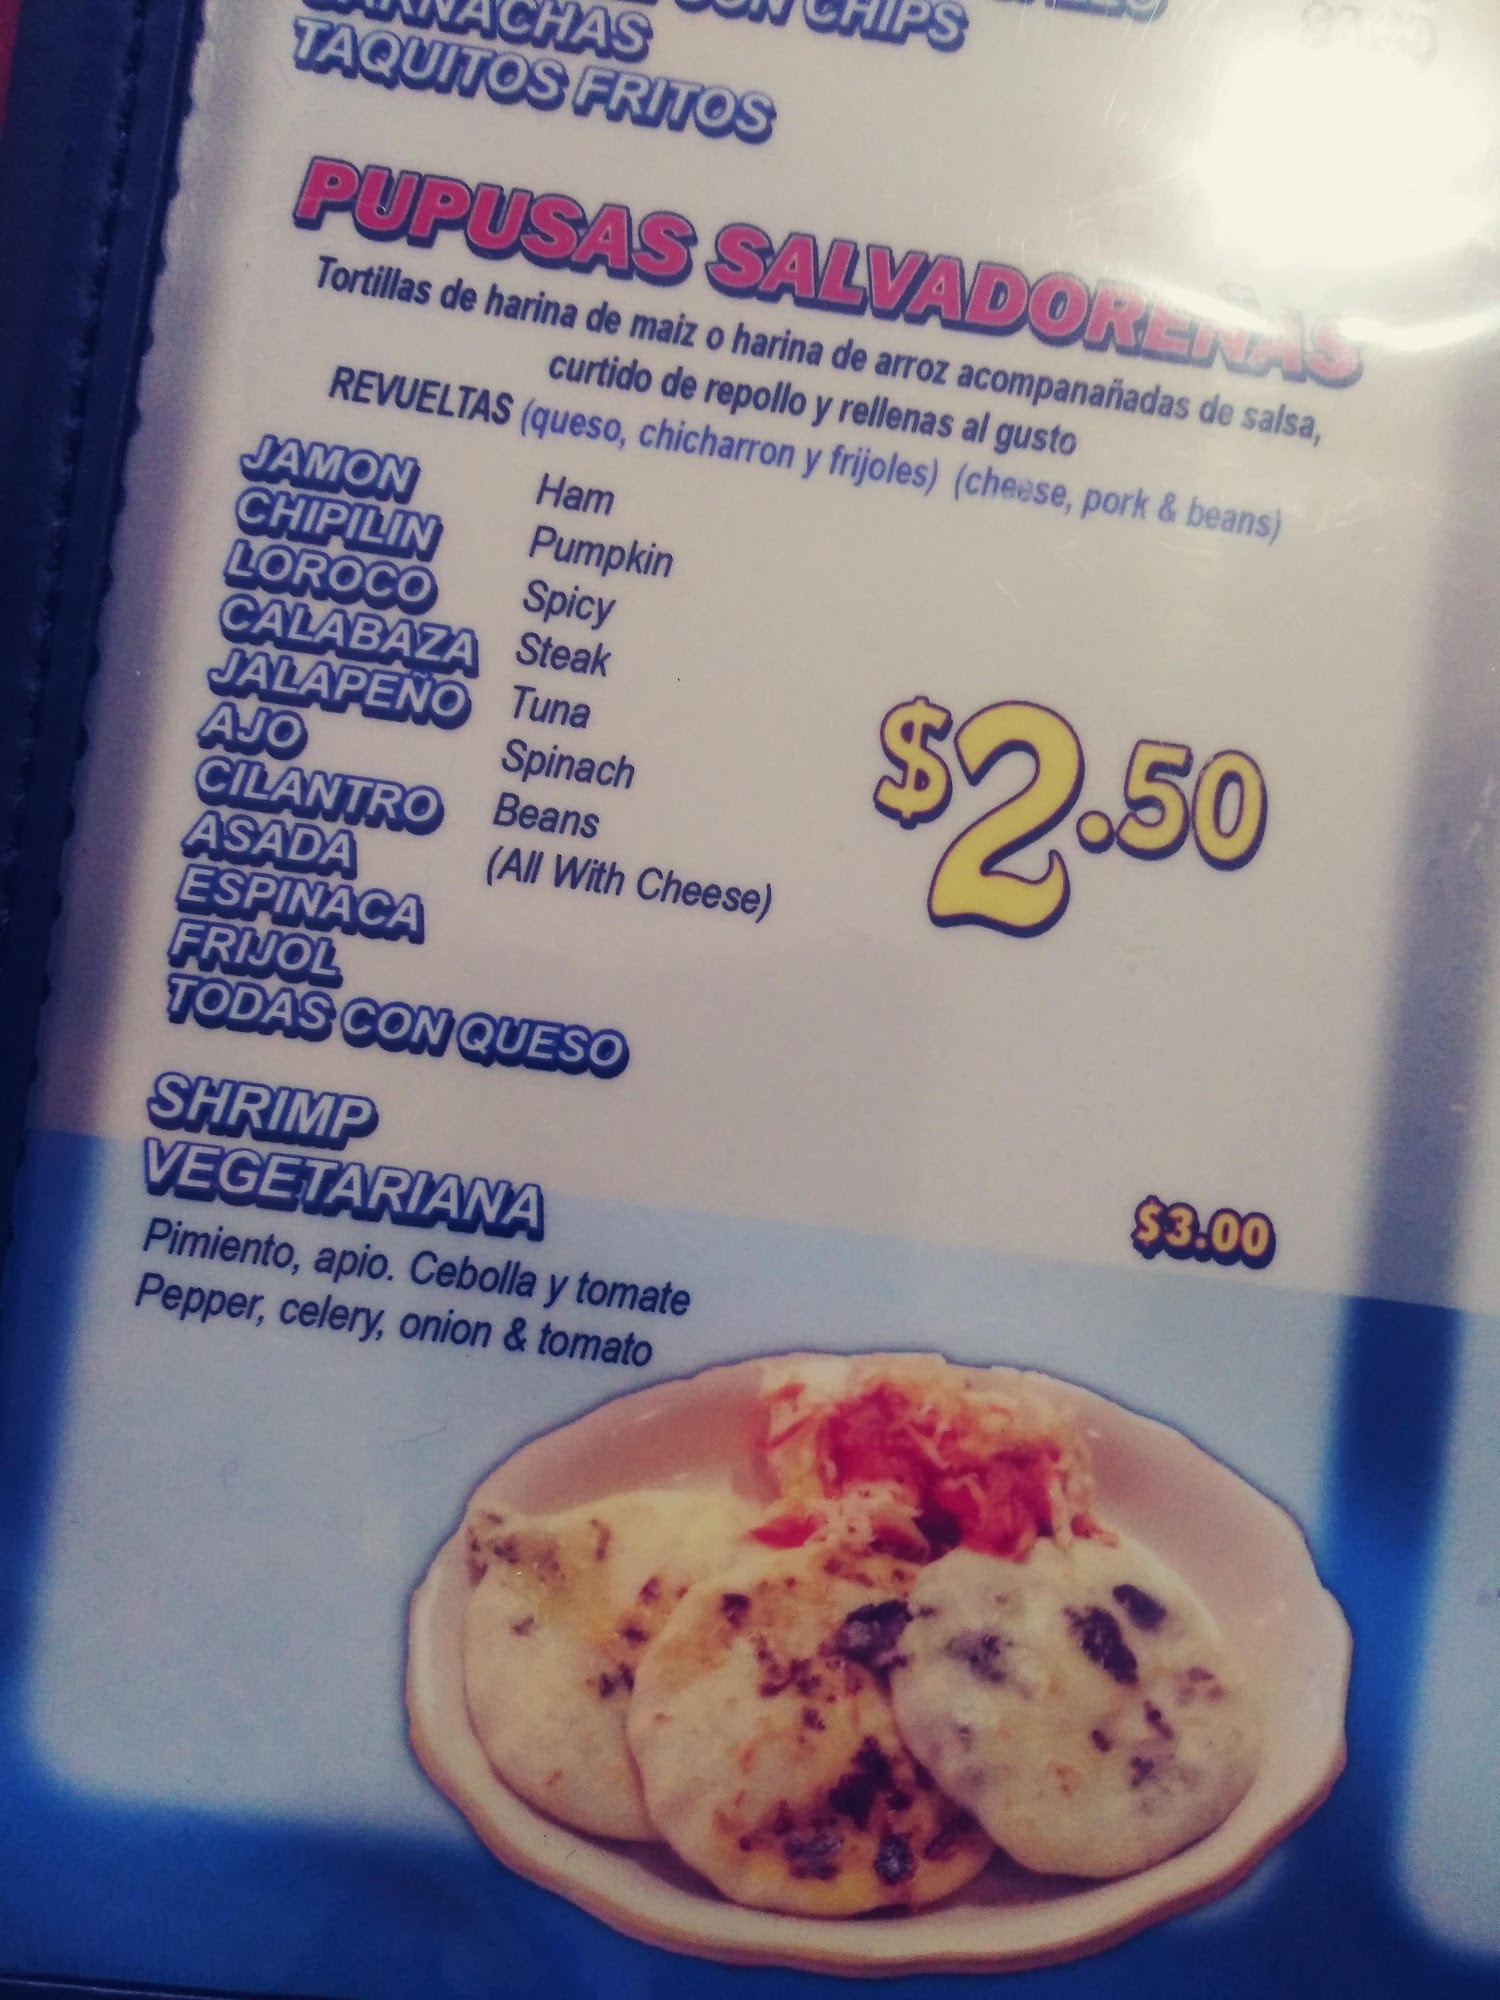 CON CHIPS
TAQUITOS FRITOS
PUPUSAS SALVADOREÑAS
Tortillas de harina de maiz o harina de arroz acompanañadas de salsa,
curtido de repollo y rellenas al gusto
REVUELTAS (queso, chicharron y frijoles) (cheese, pork & beans)
JAMON
CHIPILIN
LOROCO
CALABAZA
JALAPEÑO
AJO
CILANTRO
ASADA
ESPINACA
FRIJOL
TODAS CON QUESO
Ham
Pumpkin
Spicy
Steak
Tuna
Spinach
Beans
(All With Cheese)
$2.50
SHRIMP
VEGETARIANA
$3.00
Pimiento, apio. Cebolla y tomate
Pepper, celery, onion & tomato